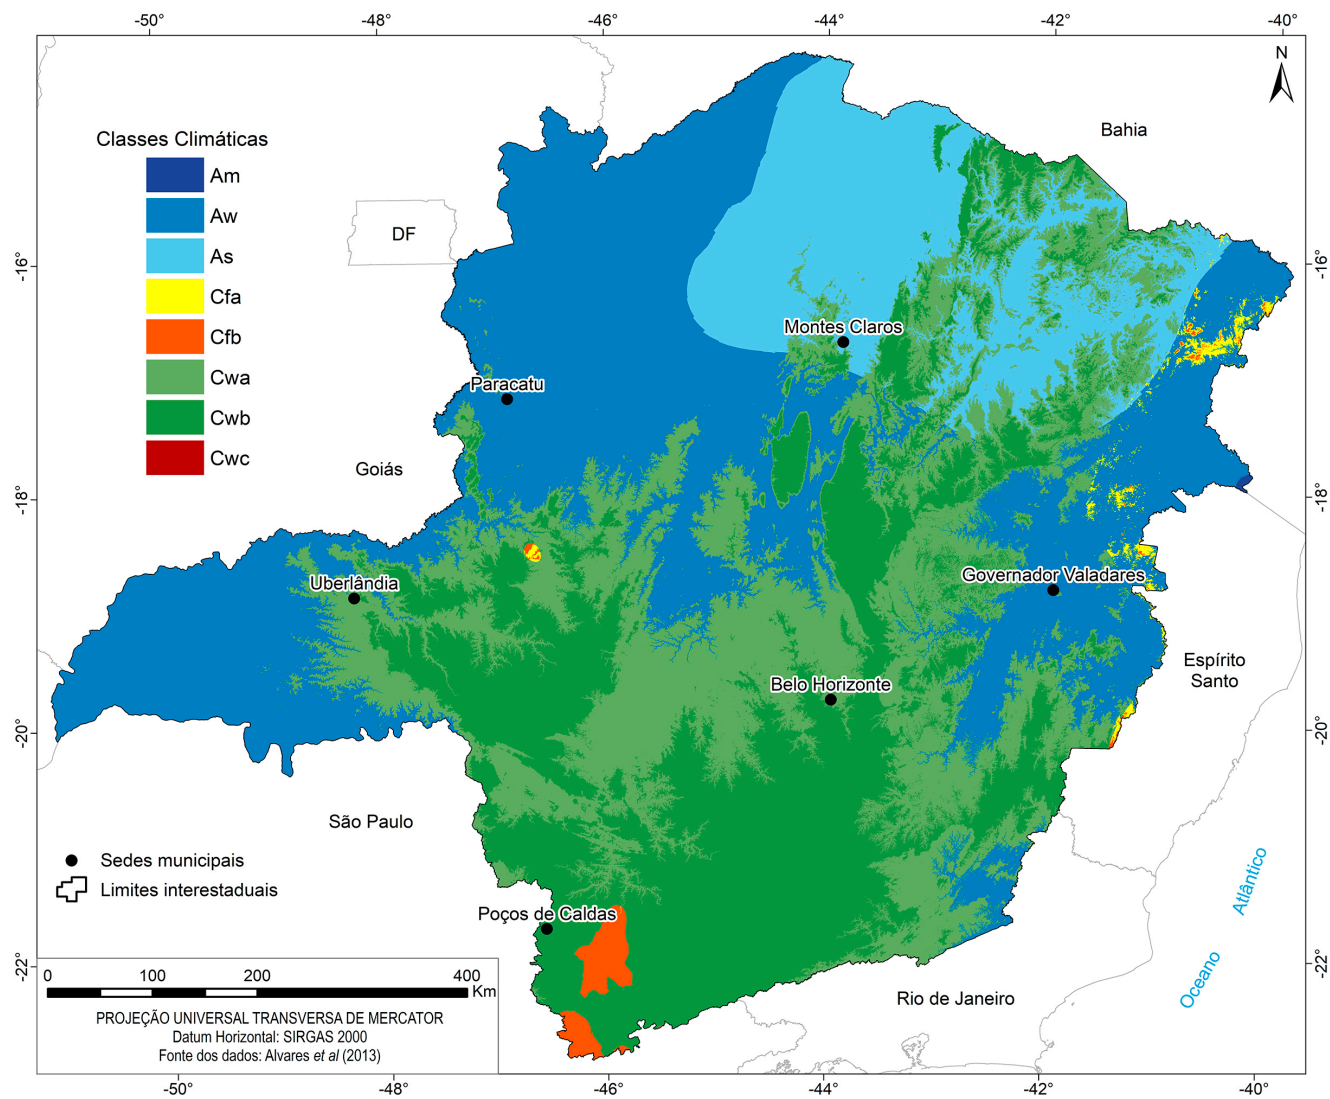 -50°
-48°
-46°
-44°
-42°
-40°
N
Bahia
Classes Climáticas
Am
Aw
As
Cfa
Cfb
Cwa
Cwb
Cwc
DF
-16°
-16°
Montes Claros
Paracatu
Goiás
-18°
-18°
Uberlândia
Governador Valadares
Espírito
Santo
Belo Horizonte
-20°
-20°
São Paulo
Sedes municipais
Limites interestaduais
Atlântico
Oceano
Poços de Caldas
-22°
-22°
Rio de Janeiro
0
100
200
400
Km
PROJEÇÃO UNIVERSAL TRANSVERSA DE MERCATOR
Datum Horizontal: SIRGAS 2000
Fonte dos dados: Alvares et al (2013)
-50°
-48°
-46°
-44°
-42°
-40°